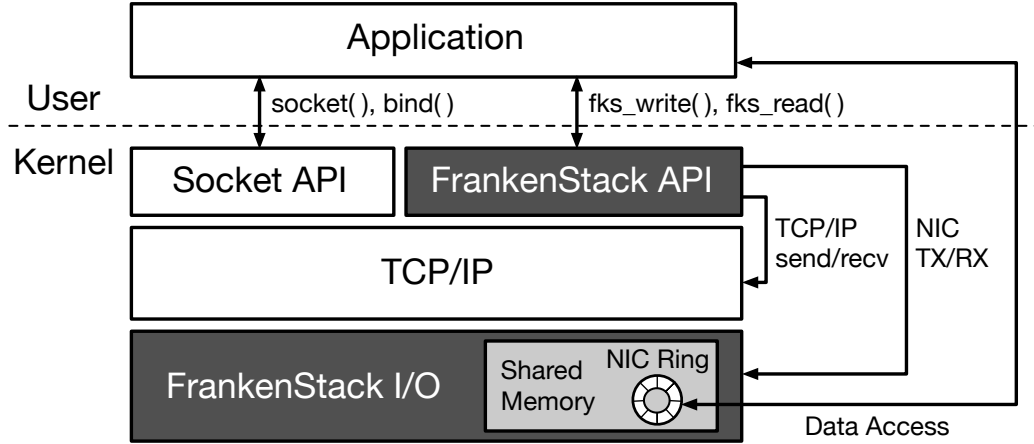 Application
User
socket( ), bind( )
fks_write( ), fks_read( )
Kernel
Socket API
FrankenStack API
TCP/IP
send/recv
NIC
TX/RX
TCP/IP
FrankenStack I/O
Shared
Memory
NIC Ring
Data Access